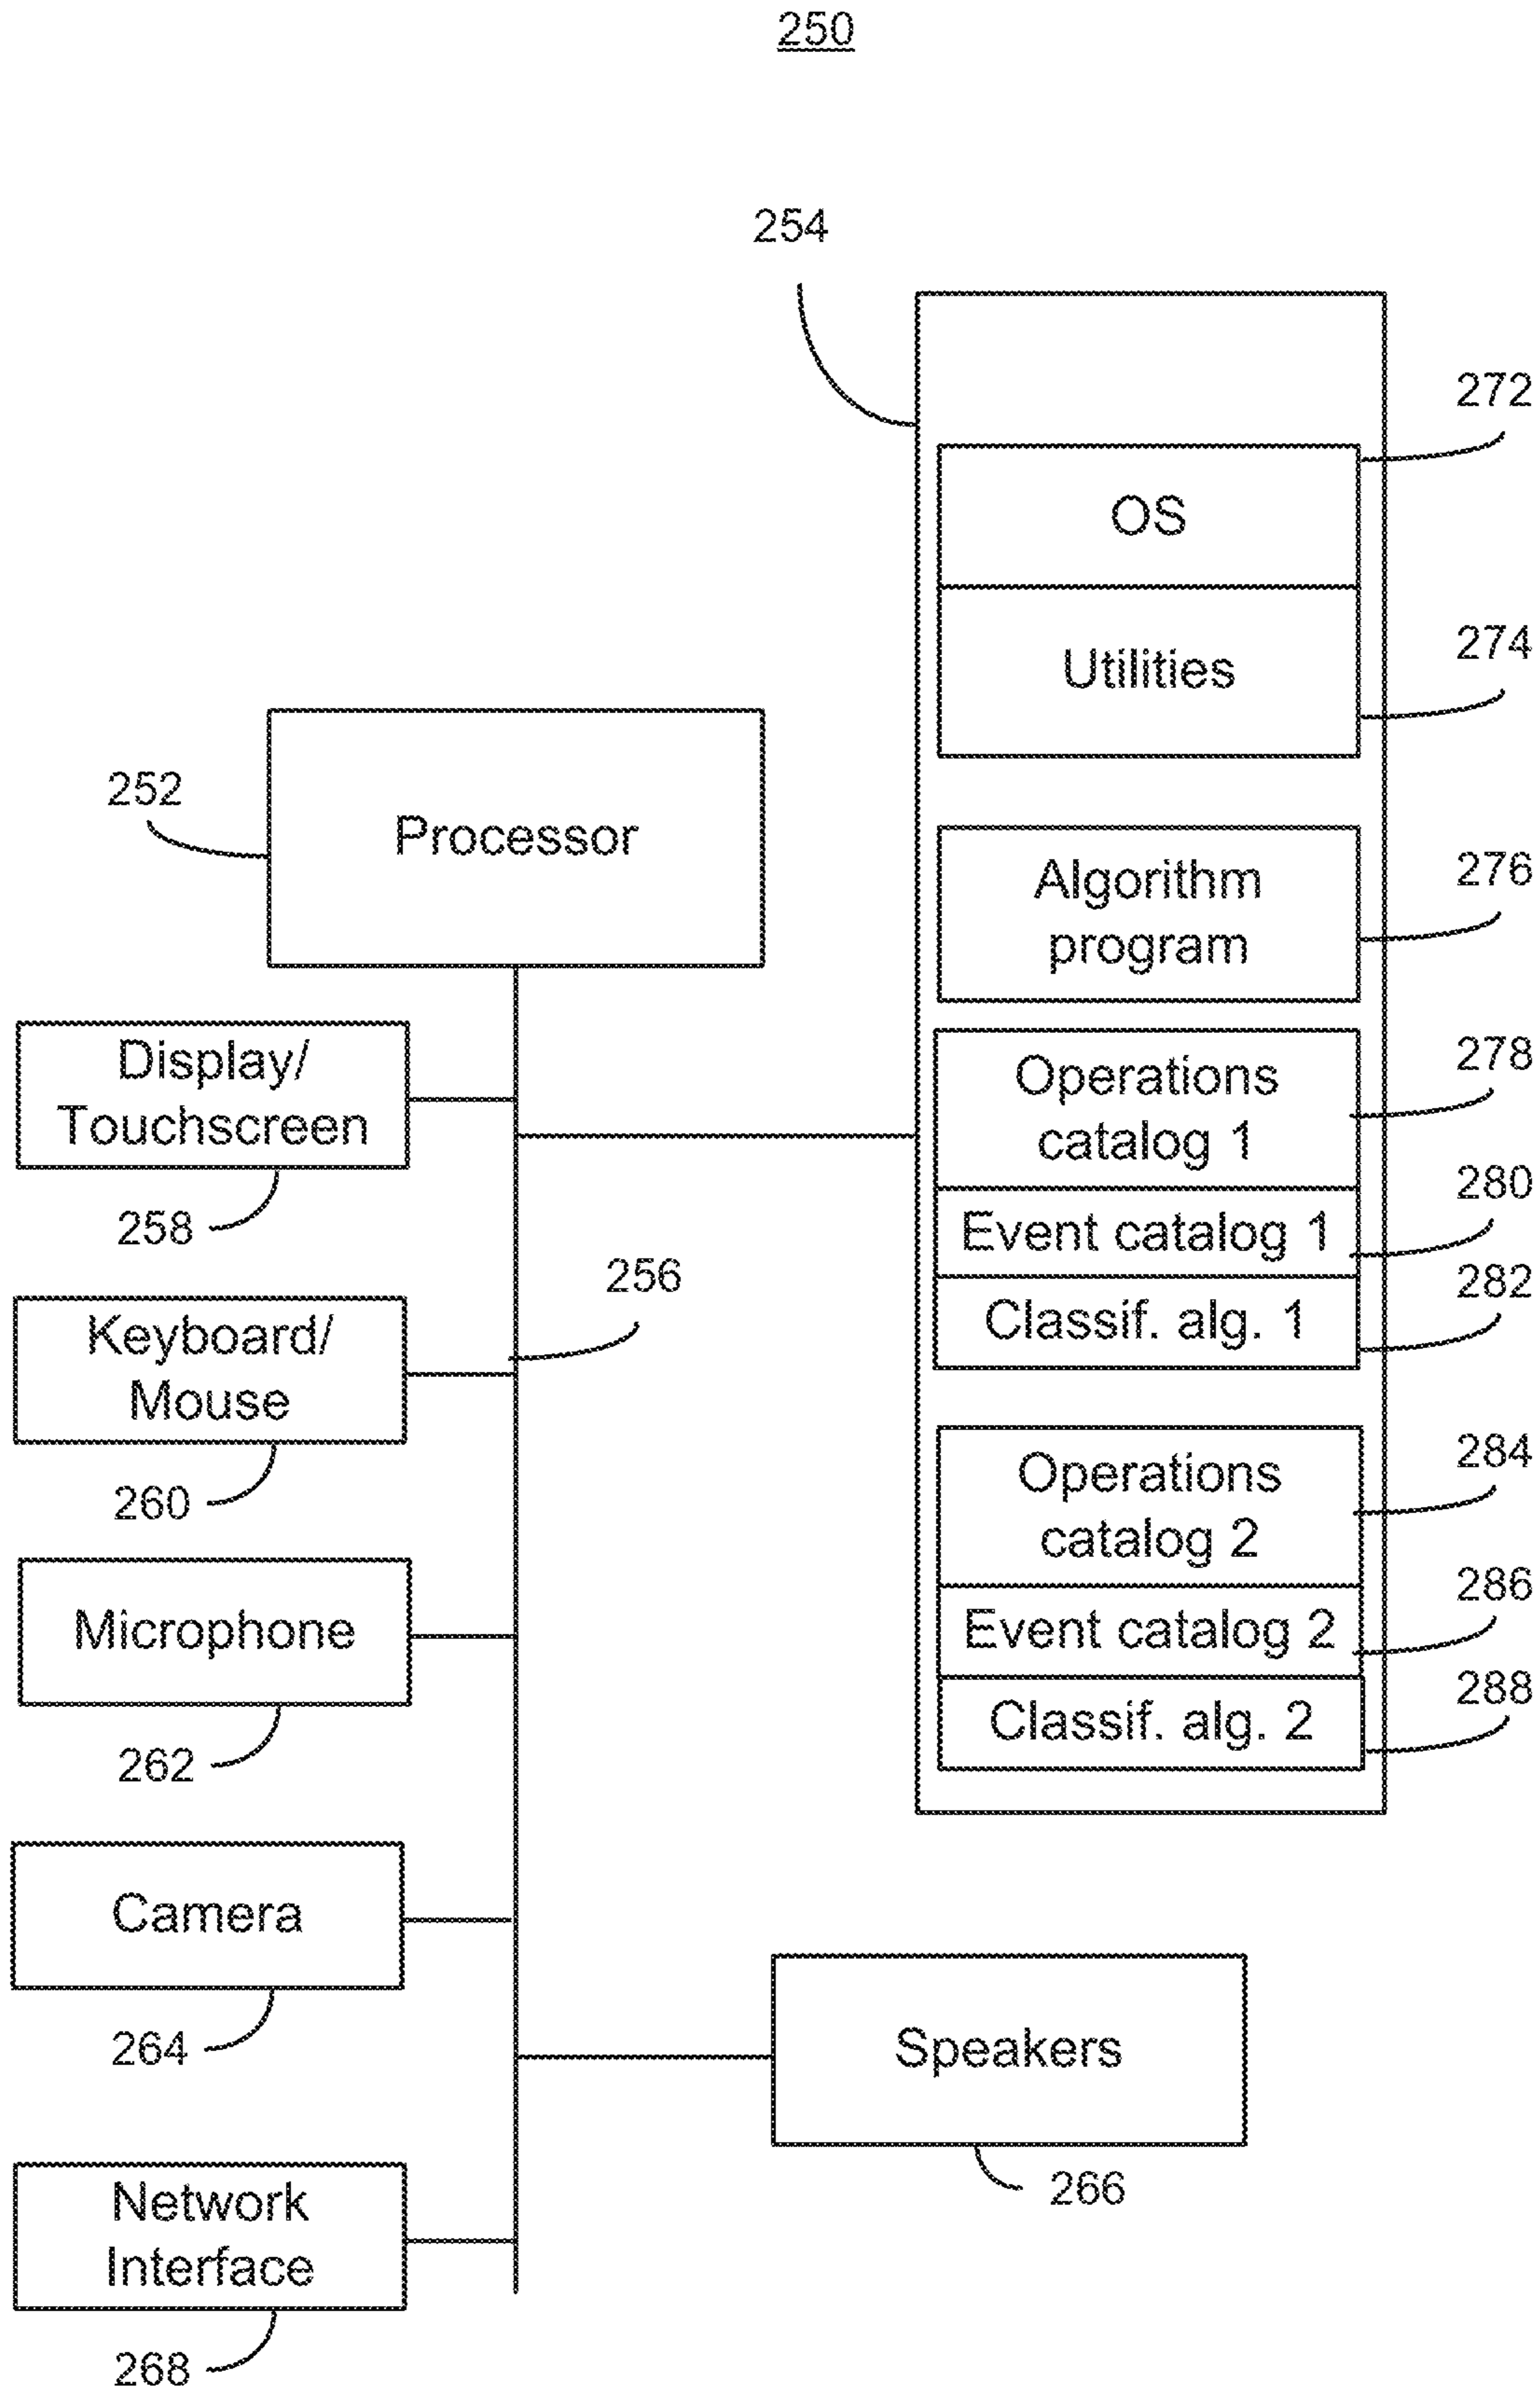 250
254
272
OS
274
Utilities
252
Processor
276
Algorithm
program
Display/
Touchscreen
258
278
Operations
catalog 1
280
Event catalog 1
256
282
Classif. alg. 1
Keyboard/
Mouse
260
284
Operations
catalog 2
286
Event catalog 2
288
Classif. alg. 2
Microphone
262
Camera
264
Speakers
266
Network
Interface
268